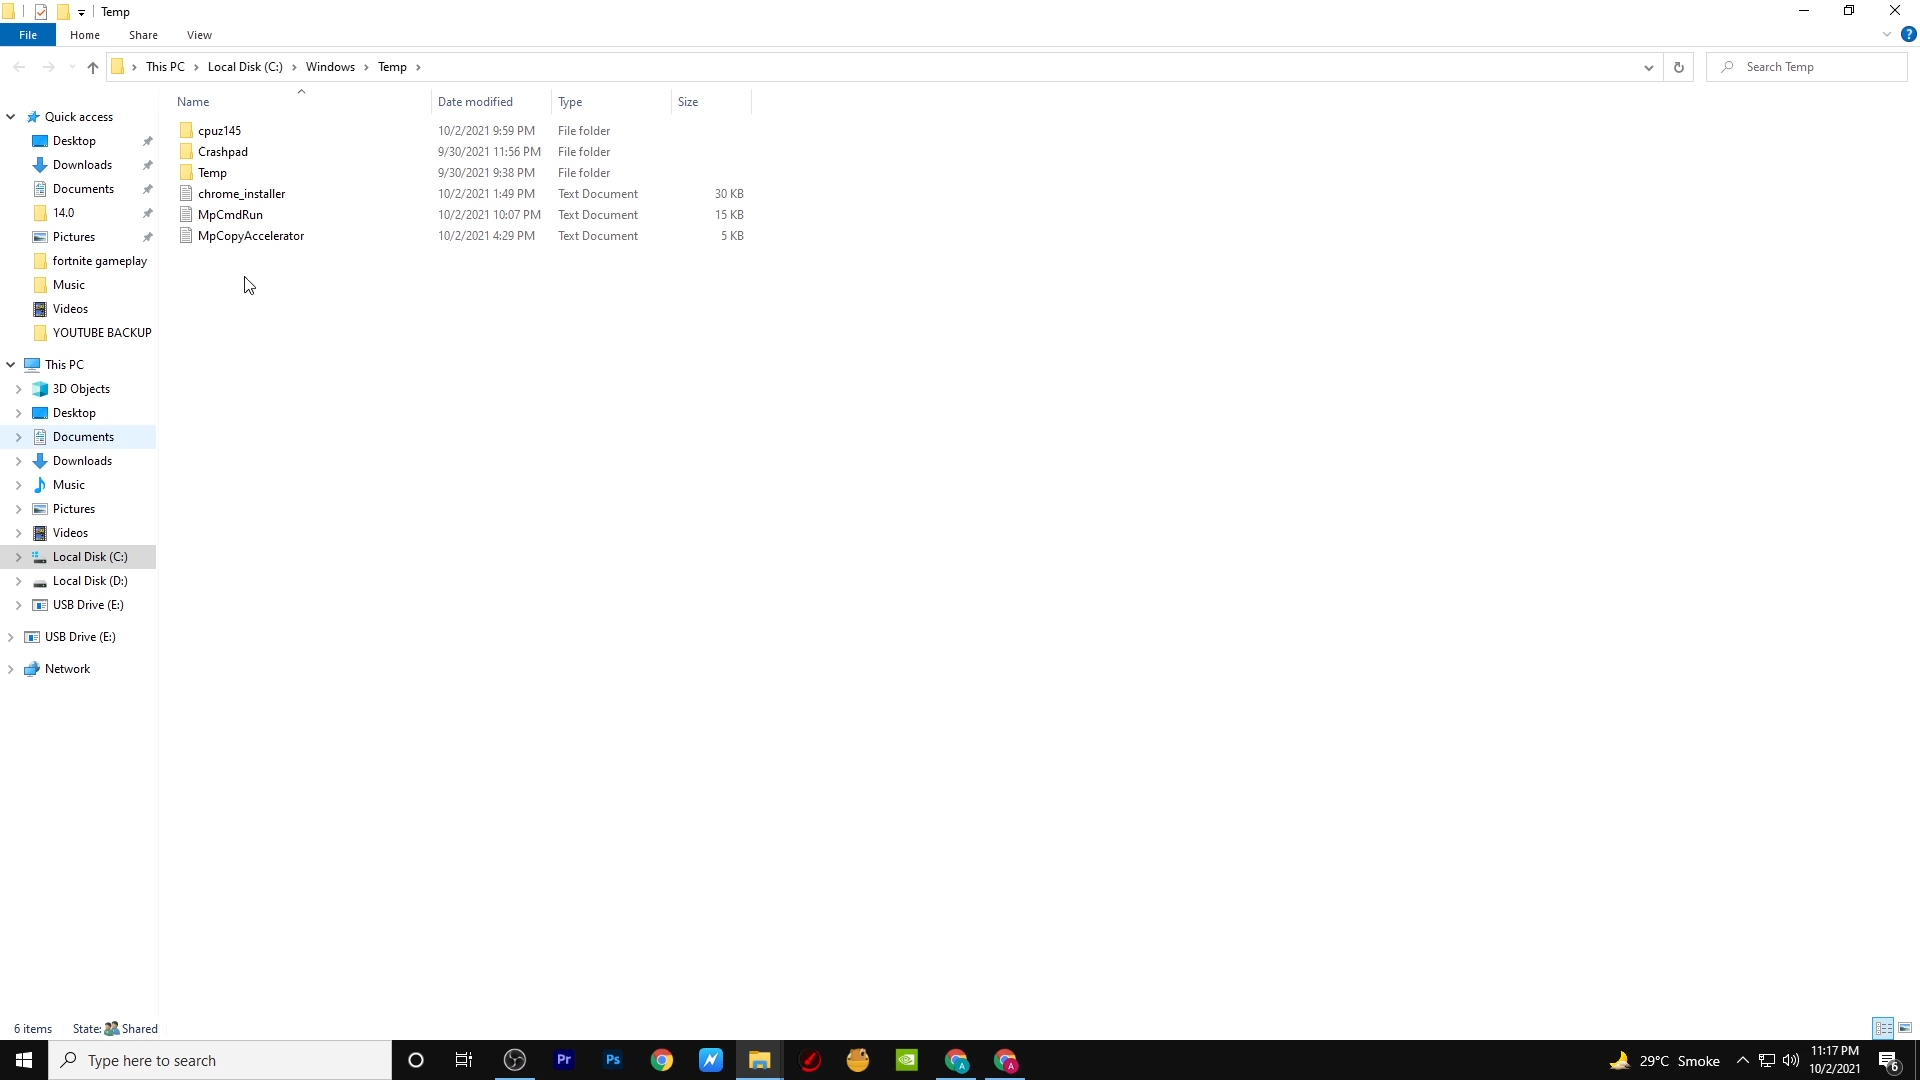 Temp
File Home Share View
This PC Local Disk (C:) Windows Temp
Search Temp
Name Date modified Type Size
cpuz145 10/2/2021 9:59 PM File folder
Crashpad 9/30/2021 11:56 PM File folder
Temp 9/30/2021 9:38 PM File folder
chrome_installer 10/2/2021 1:49 PM Text Document 30 KB
MpCmdRun 10/2/2021 10:07 PM Text Document 15 KB
MpCopyAccelerator 10/2/2021 4:29 PM Text Document 5 KB
Quick access
Desktop
Downloads
Documents
14.0
Pictures
fortnite gameplay
Music
Videos
YOUTUBE BACKUP
This PC
3D Objects
Desktop
Documents
Downloads
Music
Pictures
Videos
Local Disk (C:)
Local Disk (D:)
USB Drive (E:)
USB Drive (E:)
Network
6 items State: Shared
Type here to search
Pr
Ps
A
A
29°C Smoke
11:17 PM
10/2/2021
6